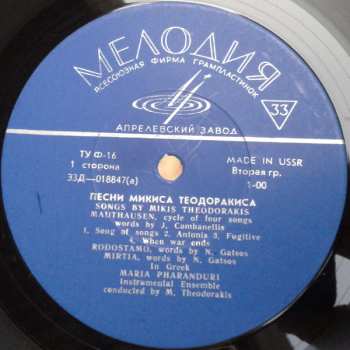 МЕЛОДИЯ
ВСЕСОЮЗНАЯ ФИРМА ГРАМПЛАСТИНОК
33
АПРЕЛЕВСКИЙ ЗАВОД
ТУ Ф-16
MADE IN USSR
1 сторона
Вторая гр.
33Д—018847(а)
1-00
ПЕСНИ МИКИСА ТЕОДОРАКИСА
SONGS BY MIKIS THEODORAKIS
MAUTHAUSEN, cycle of four songs
words by J. Combanellis
1. Song of songs 2. Antonis 3. Fugitive
4. When war ends
RODOSTAMO, words by N. Gatsos
MIRTIA, words by N. Gatsos
In Greek
MARIA PHARANDURI
Instrumental Ensemble
conducted by M. Theodorakis